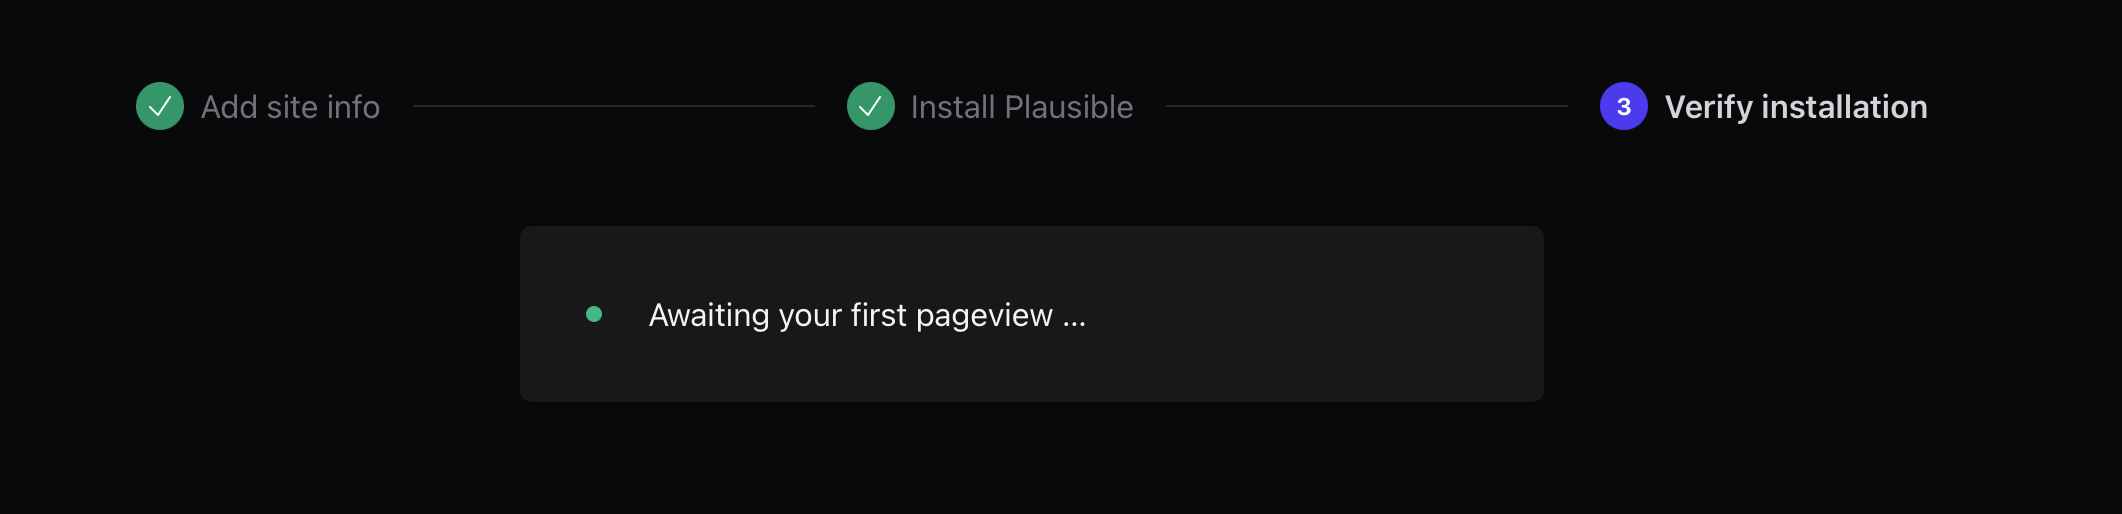 Add site info
Install Plausible
3 Verify installation
Awaiting your first pageview ...